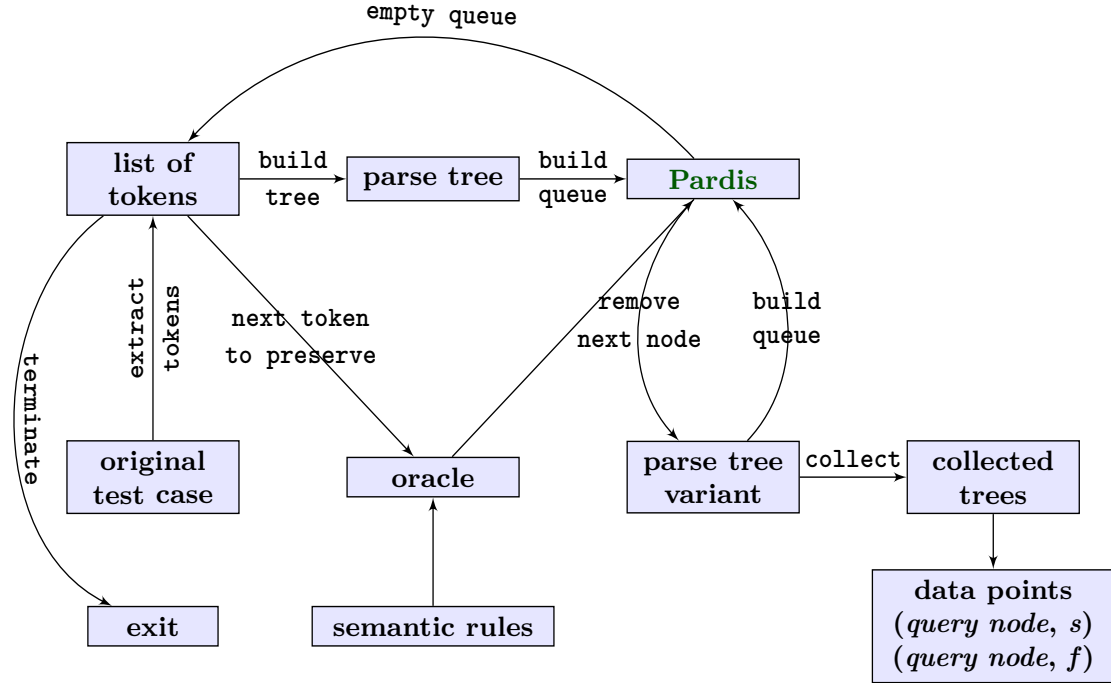 empty queue
list of
tokens
build
tree
parse tree
build
queue
Pardis
extract
tokens
next token
to preserve
remove
next node
build
queue
terminate
original
test case
oracle
parse tree
variant
collect
collected
trees
exit
semantic rules
data points
(query node, s)
(query node, f)